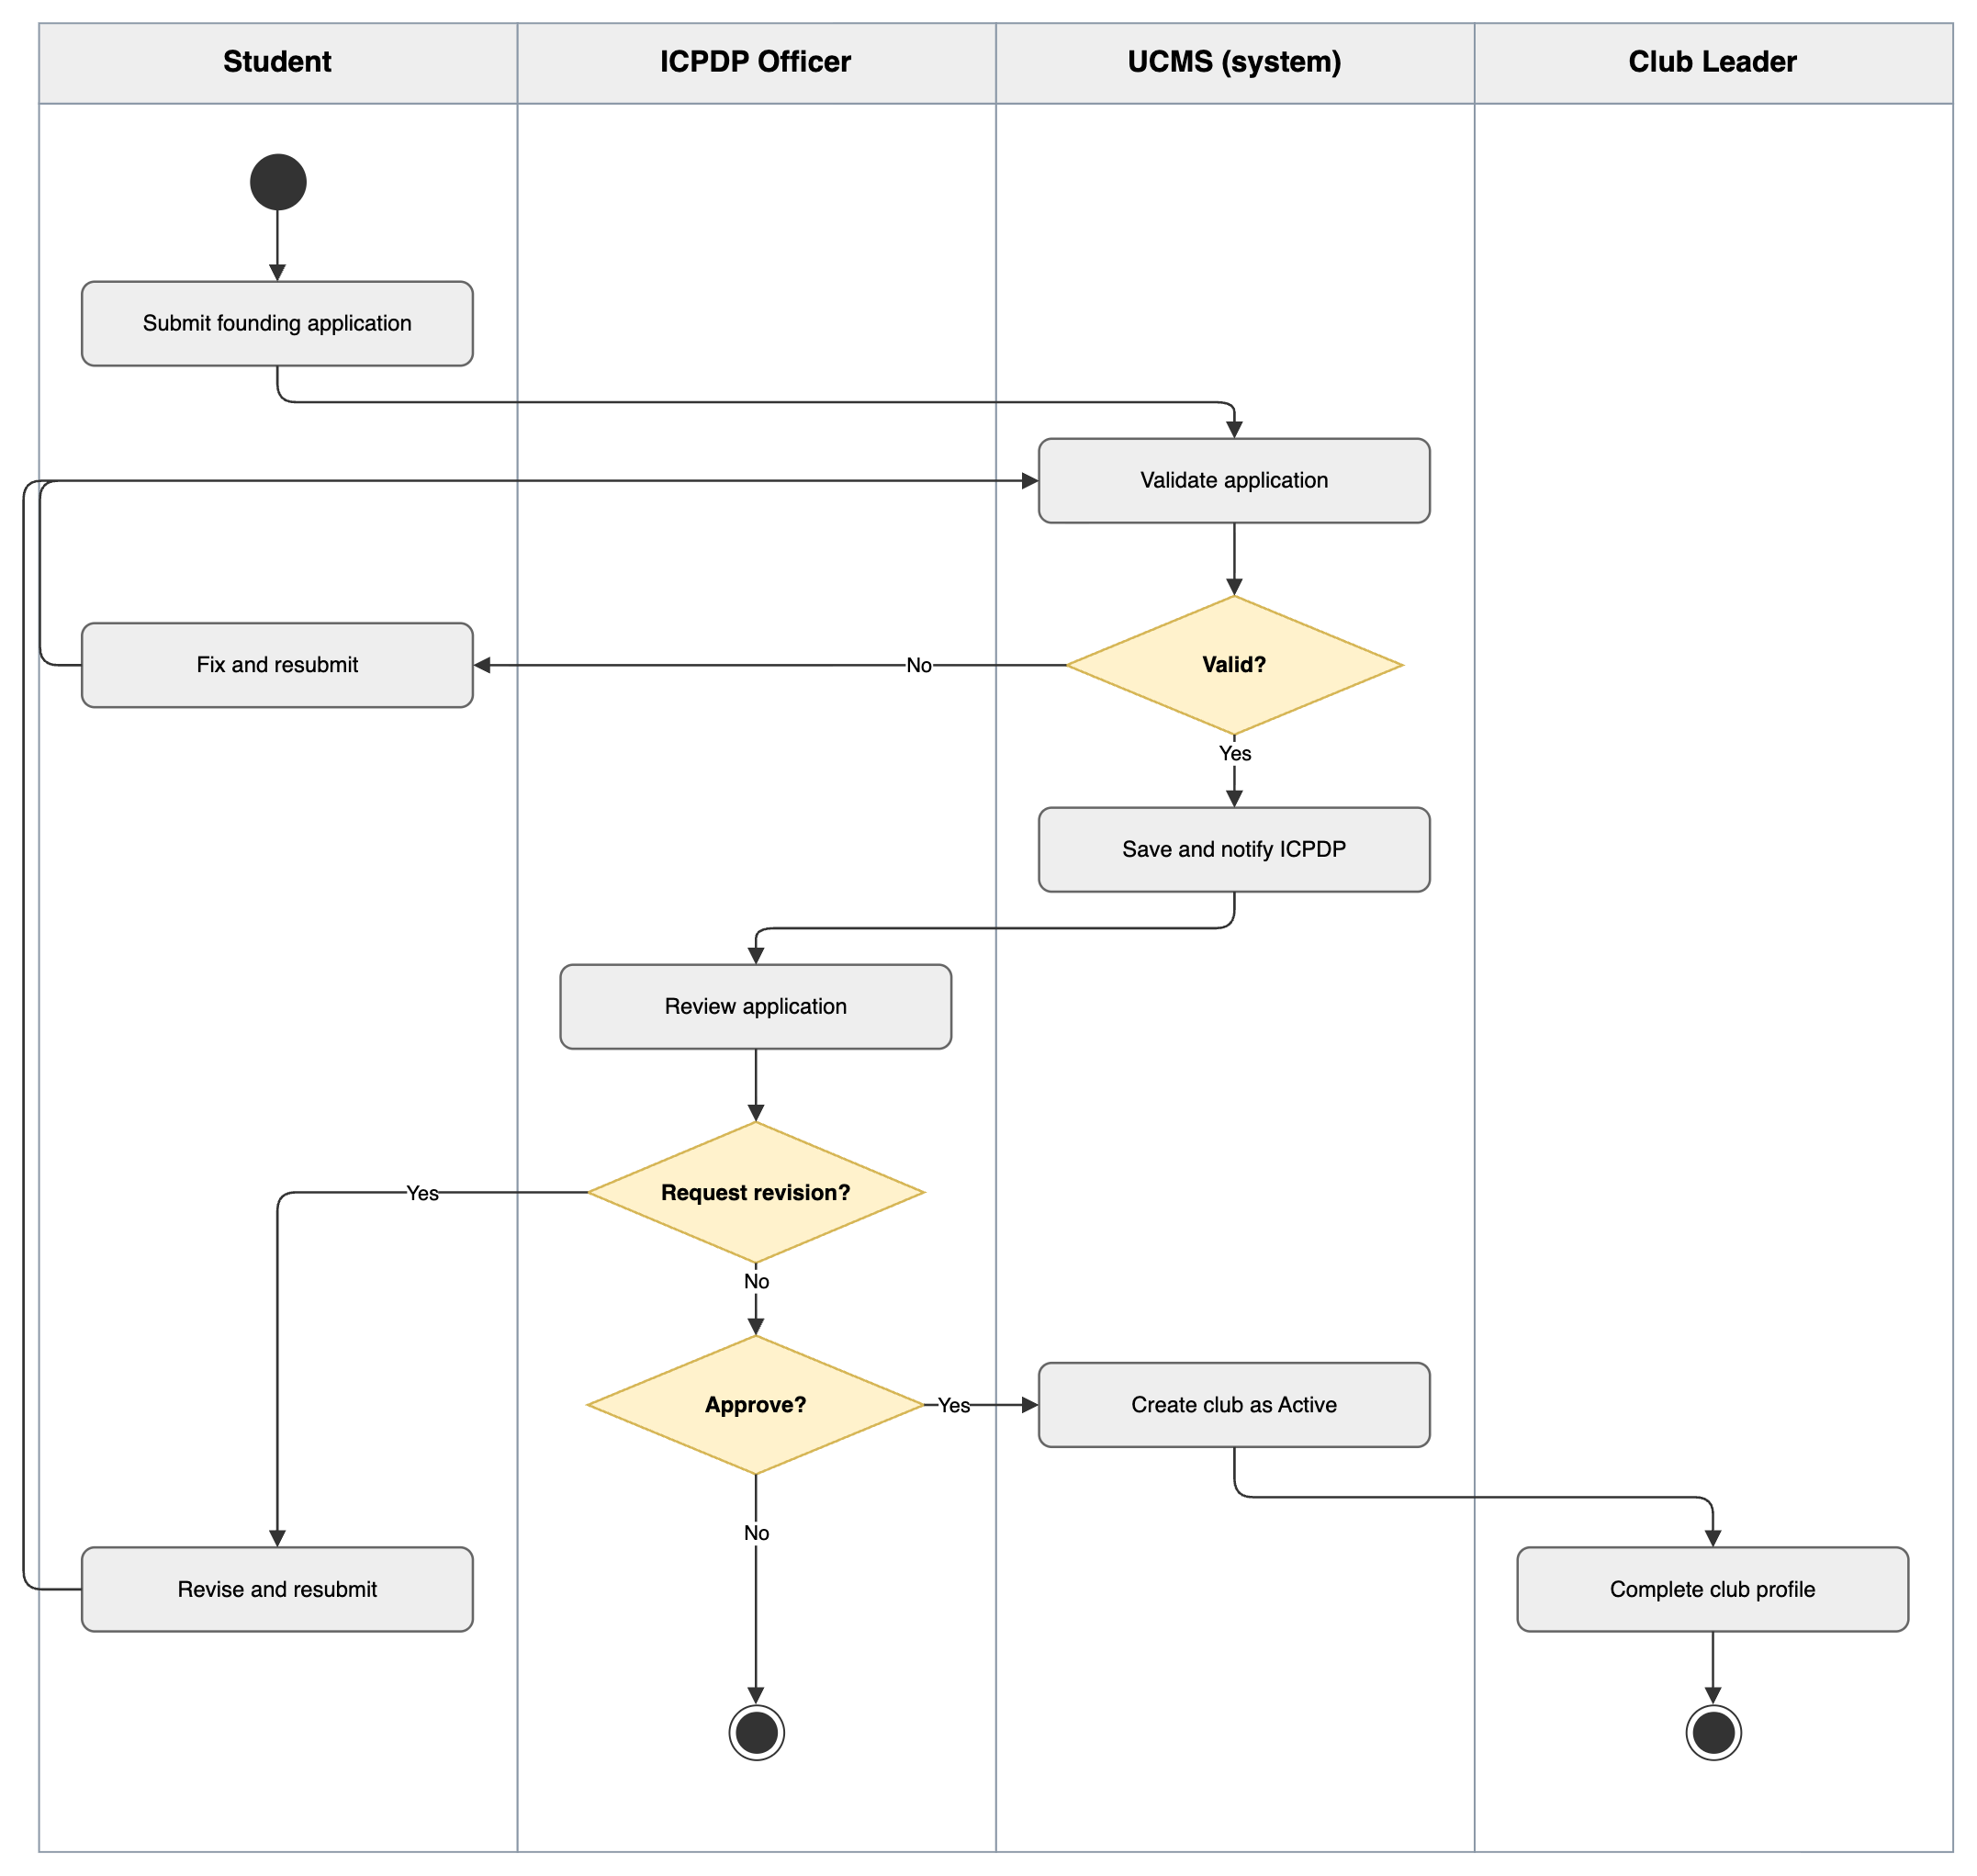 Student
ICPDP Officer
UCMS (system)
Club Leader
Submit founding application
Validate application
Fix and resubmit
No
Valid?
Yes
Save and notify ICPDP
Review application
Yes
Request revision?
No
Approve?
Yes
Create club as Active
No
Revise and resubmit
Complete club profile